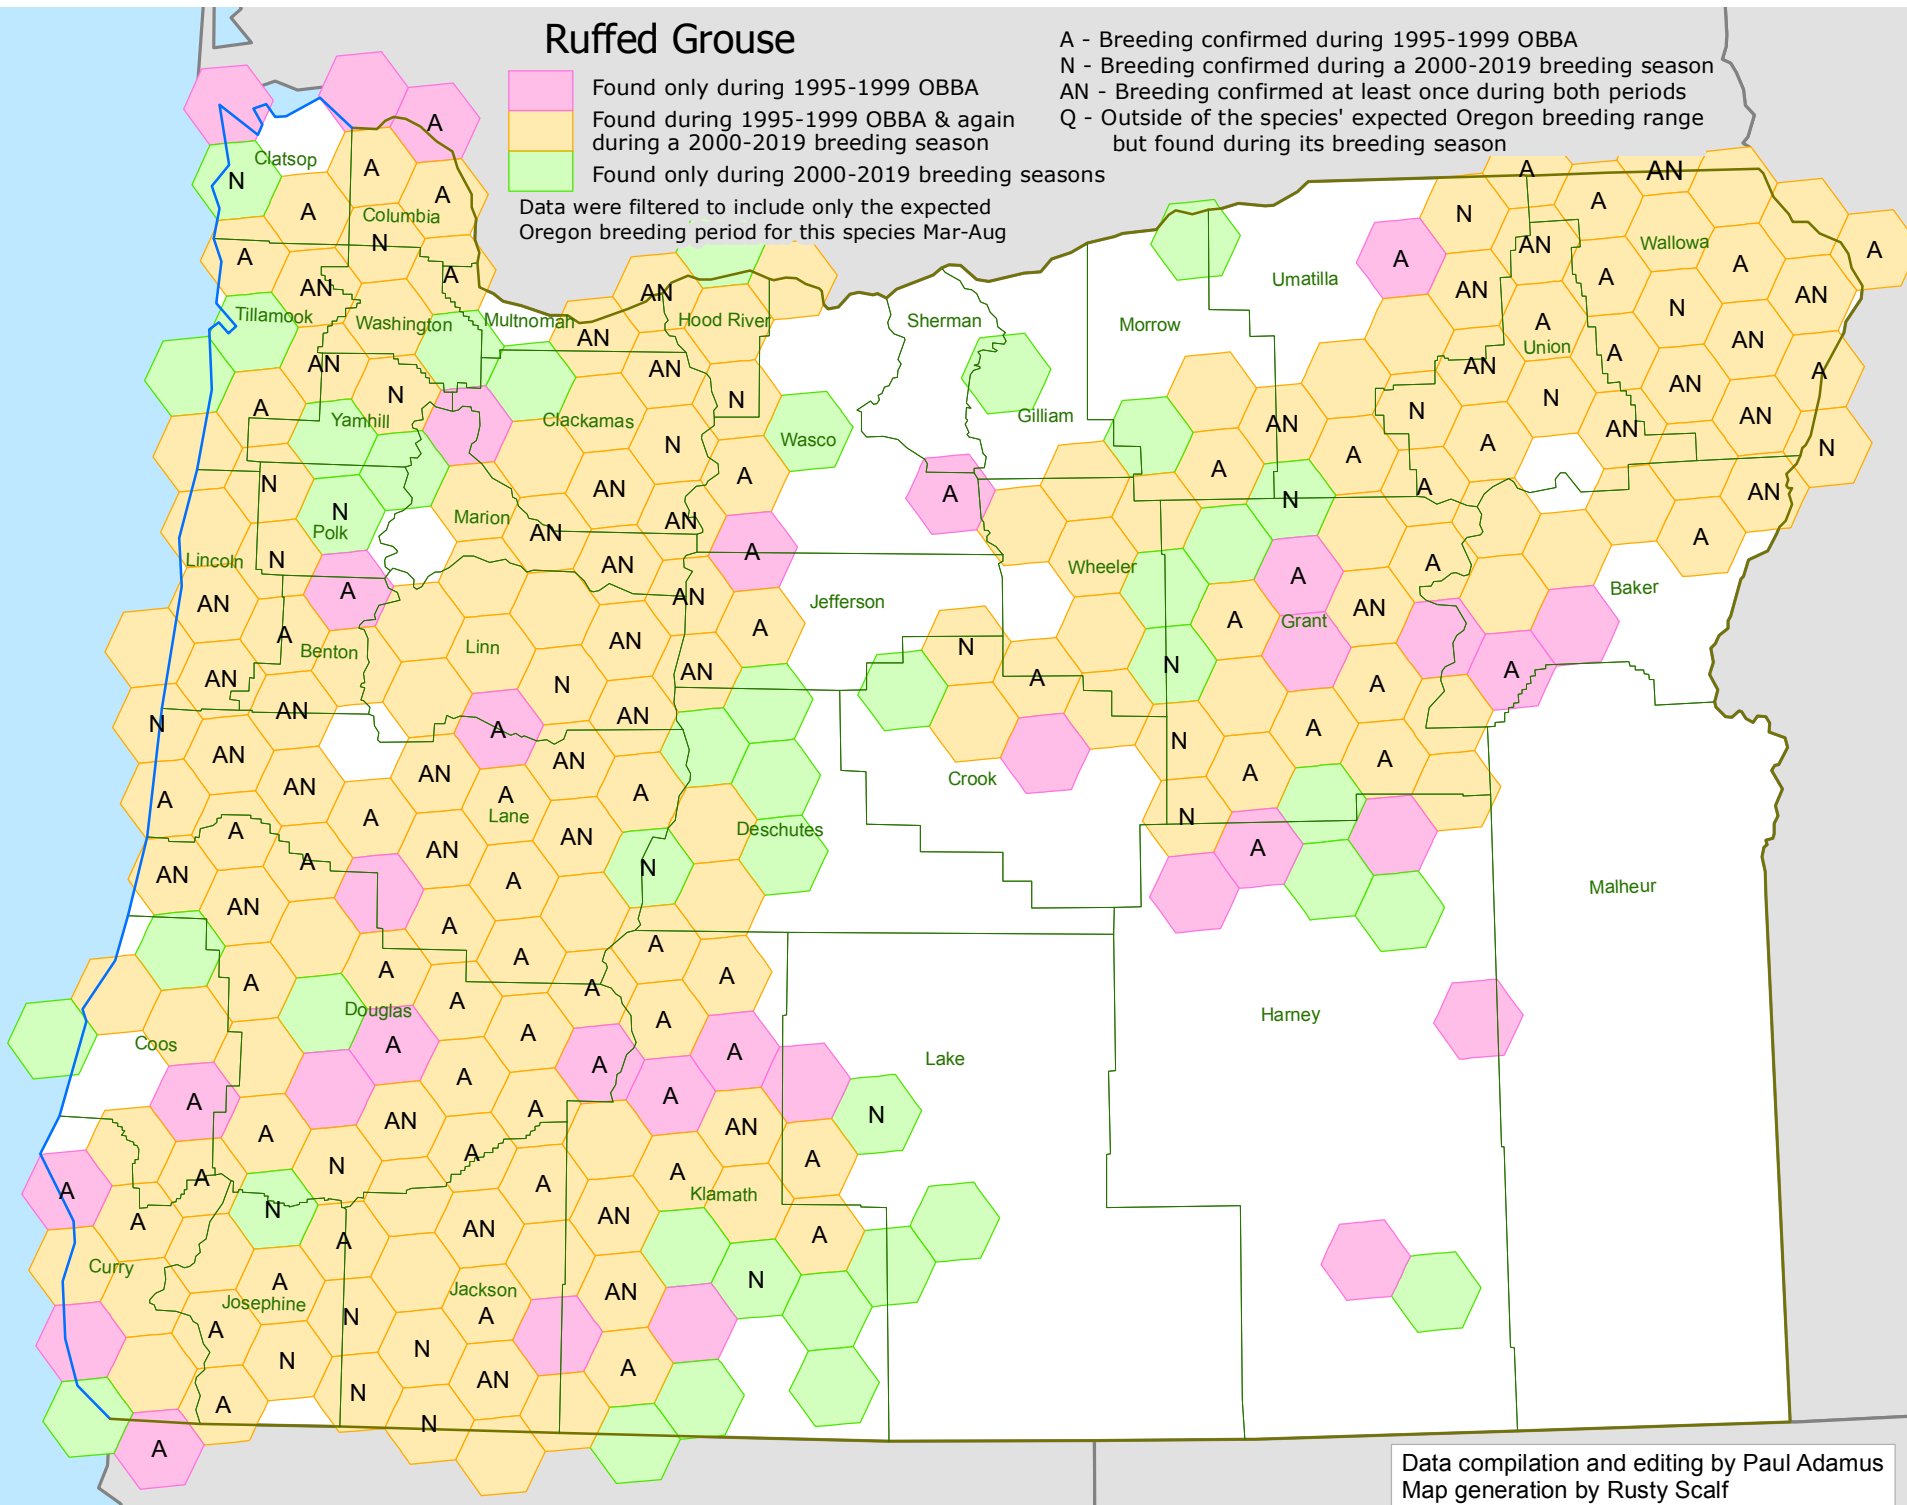 Ruffed Grouse
Found only during 1995-1999 OBBA
Found during 1995-1999 OBBA & again
during a 2000-2019 breeding season
Found only during 2000-2019 breeding seasons
Data were filtered to include only the expected
Oregon breeding period for this species Mar-Aug
A - Breeding confirmed during 1995-1999 OBBA
N - Breeding confirmed during a 2000-2019 breeding season
AN - Breeding confirmed at least once during both periods
Q - Outside of the species' expected Oregon breeding range
but found during its breeding season
Clatsop
Columbia
Tillamook
Washington
Multnomah
Hood River
Sherman
Morrow
Umatilla
Union
Wallowa
Yamhill
Clackamas
Wasco
Gilliam
Polk
Marion
Lincoln
Jefferson
Wheeler
Grant
Baker
Benton
Linn
Crook
Lane
Deschutes
Malheur
Douglas
Coos
Lake
Harney
Klamath
Curry
Josephine
Jackson
Data compilation and editing by Paul Adamus
Map generation by Rusty Scalf